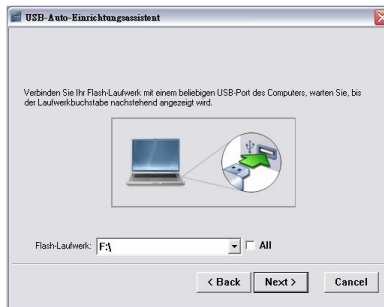 USB-Auto-Einrichtungsassistent
Verbinden Sie Ihr Flash-Laufwerk mit einem beliebigen USB-Port des Computers, warten Sie, bis
der Laufwerkbuchstabe nachstehend angezeigt wird.
Flash-Laufwerk: F:\ All
< Back Next > Cancel